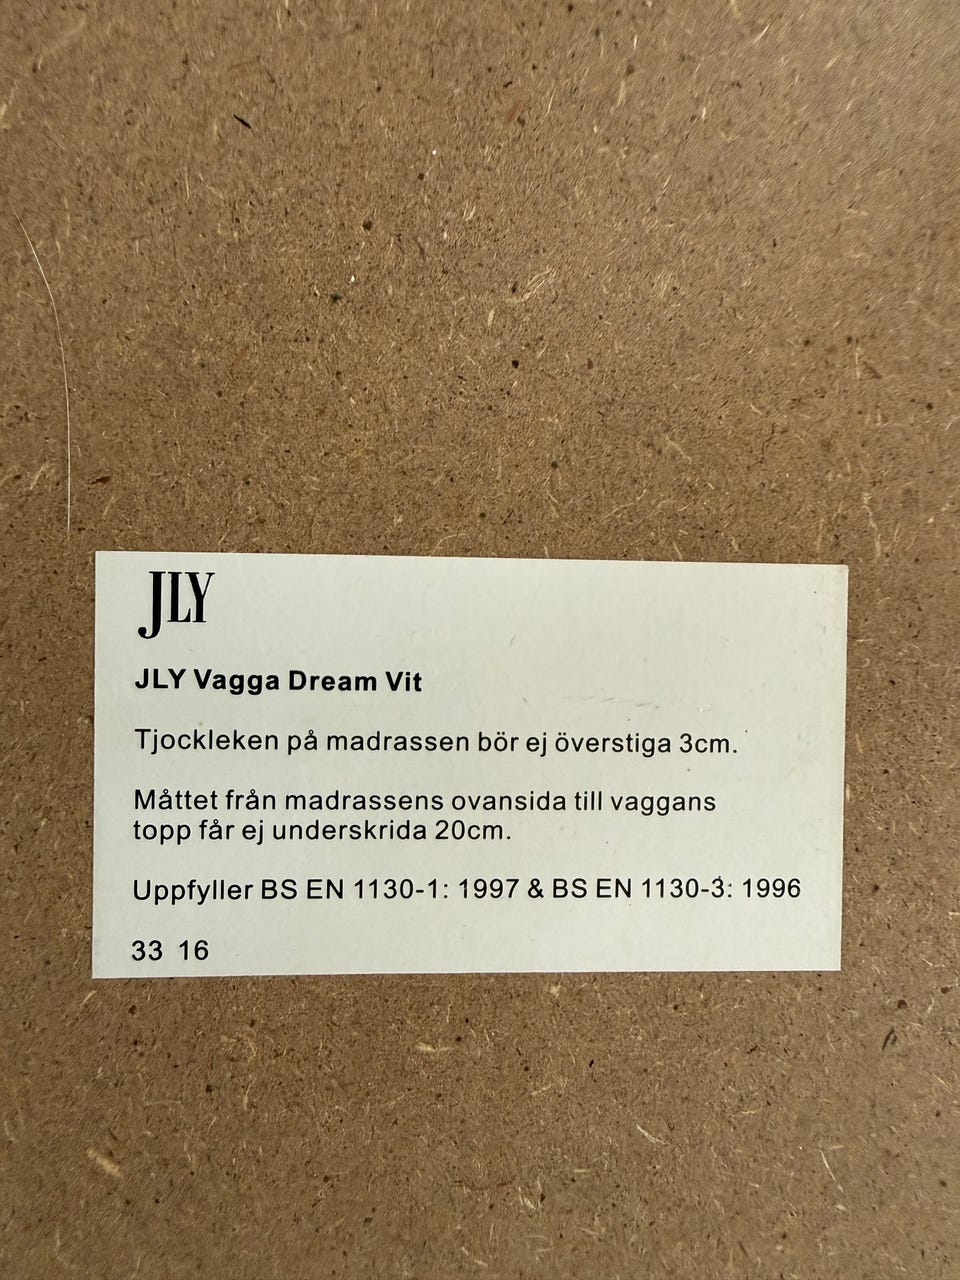 JLY
JLY Vagga Dream Vit
Tjockleken på madrassen bör ej överstiga 3cm.
Måttet från madrassens ovansida till vaggans
topp får ej underskrida 20cm.
Uppfyller BS EN 1130-1: 1997 & BS EN 1130-3: 1996
33 16